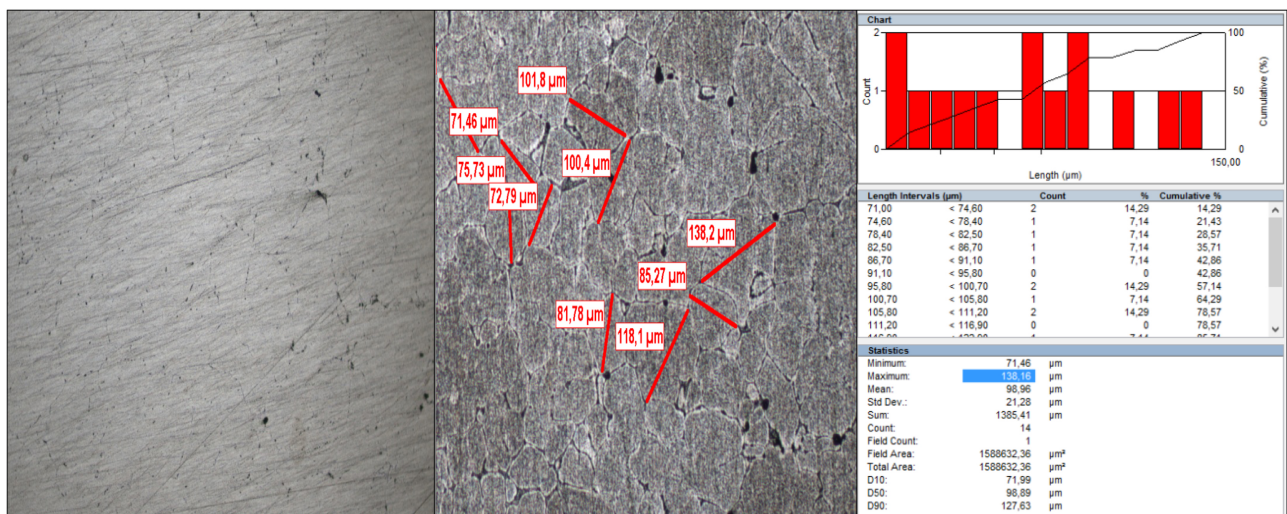 101,8 µm
71,46 µm
75,73 µm
100,4 µm
72,79 µm
138,2 µm
85,27 µm
81,78 µm
118,1 µm
Chart
2
100
Count
1
50
Cumulative (%)
0
0
150,00
Length (µm)
Length Intervals (µm) Count % Cumulative %
71,00 < 74,60 2 14,29 14,29
74,60 < 78,40 1 7,14 21,43
78,40 < 82,50 1 7,14 28,57
82,50 < 86,70 1 7,14 35,71
86,70 < 91,10 1 7,14 42,86
91,10 < 95,80 0 0 42,86
95,80 < 100,70 2 14,29 57,14
100,70 < 105,80 1 7,14 64,29
105,80 < 111,20 2 14,29 78,57
111,20 < 116,90 0 0 78,57
Statistics
Minimum: 71,46 µm
Maximum: 138,16 µm
Mean: 98,96 µm
Std Dev.: 21,28 µm
Sum: 1385,41 µm
Count: 14
Field Count: 1
Field Area: 1588632,36 µm²
Total Area: 1588632,36 µm²
D10: 71,99 µm
D50: 98,89 µm
D90: 127,63 µm